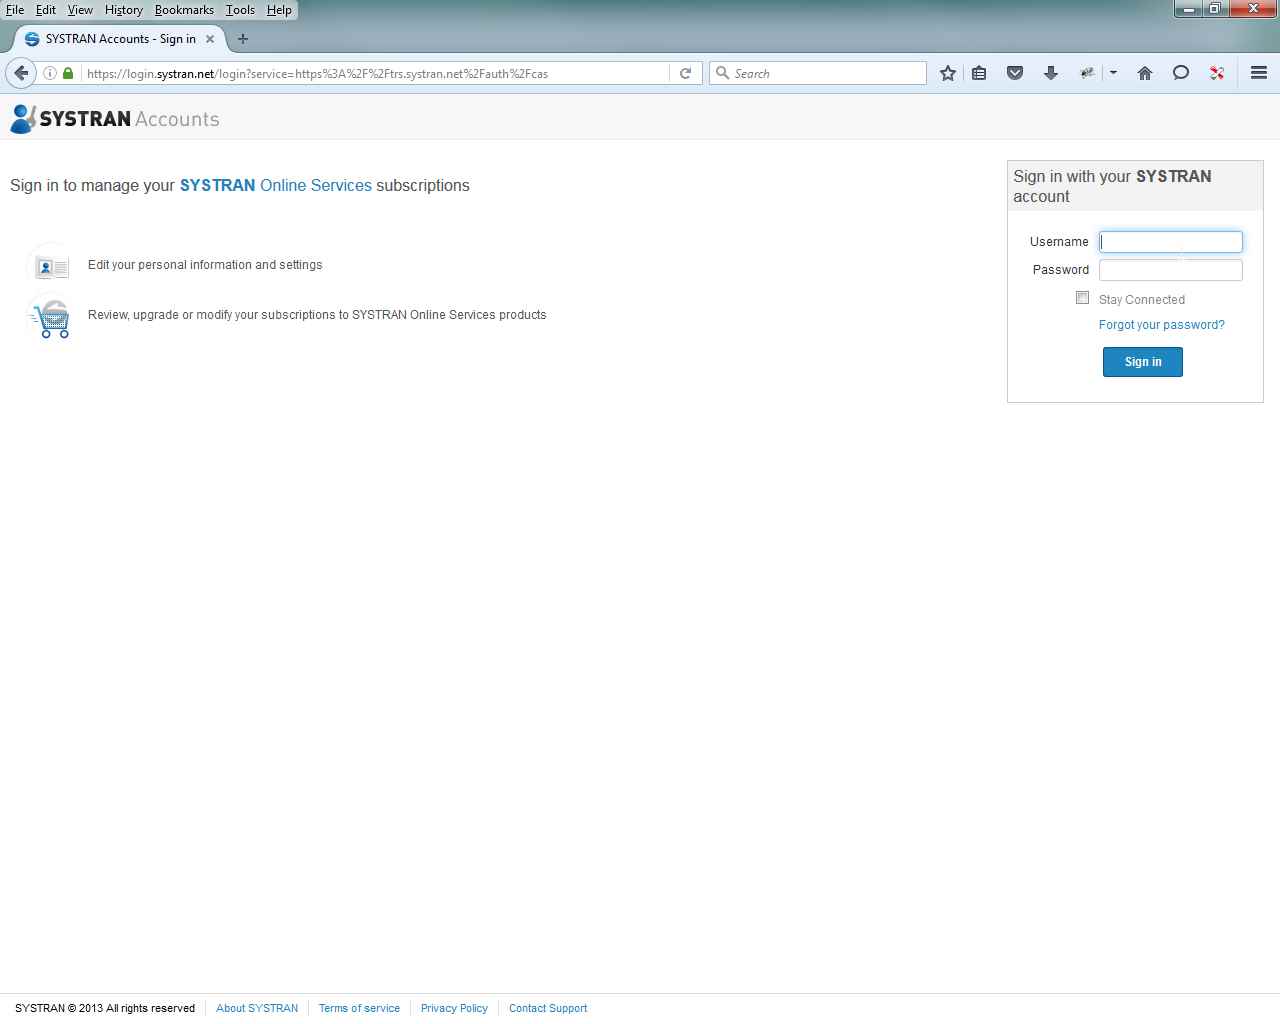 File Edit View History Bookmarks Tools Help
SYSTRAN Accounts - Sign in
https://login.systran.net/login?service=https%3A%2F%2Ftrs.systran.net%2Fauth%2Fcas
Search
SYSTRAN Accounts
Sign in to manage your SYSTRAN Online Services subscriptions
Edit your personal information and settings
Review, upgrade or modify your subscriptions to SYSTRAN Online Services products
Sign in with your SYSTRAN
account
Username
Password
Stay Connected
Forgot your password?
Sign in
SYSTRAN © 2013 All rights reserved About SYSTRAN Terms of service Privacy Policy Contact Support